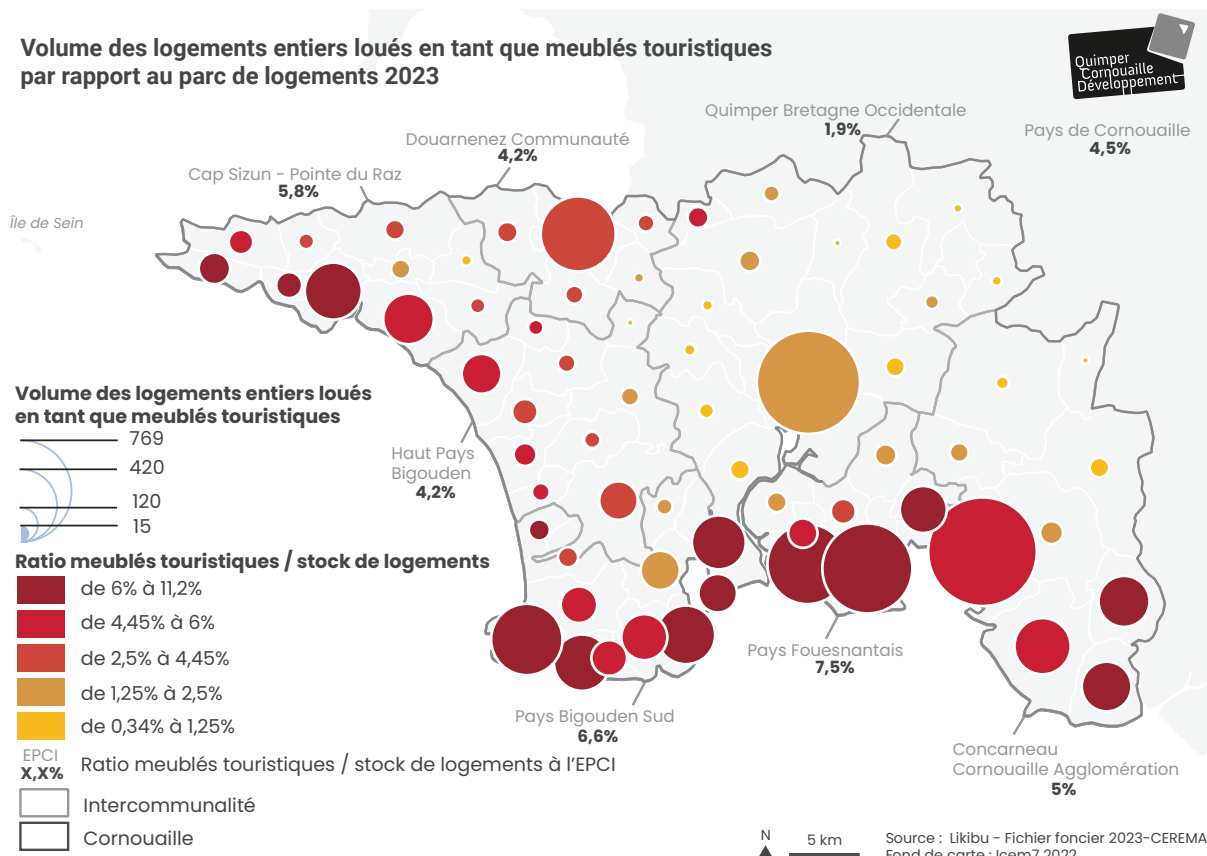 Volume des logements entiers loués en tant que meublés touristiques
par rapport au parc de logements 2023
Quimper
Cornouaille
Développement
Quimper Bretagne Occidentale
1,9%
Pays de Cornouaille
4,5%
Douarnenez Communauté
4,2%
Cap Sizun - Pointe du Raz
5,8%
Île de Sein
Volume des logements entiers loués
en tant que meublés touristiques
769
420
120
15
Haut Pays
Bigouden
4,2%
Ratio meublés touristiques / stock de logements
de 6% à 11,2%
de 4,45% à 6%
de 2,5% à 4,45%
de 1,25% à 2,5%
de 0,34% à 1,25%
EPCI
X,X%
Ratio meublés touristiques / stock de logements à l'EPCI
Intercommunalité
Cornouaille
Pays Fouesnantais
7,5%
Pays Bigouden Sud
6,6%
Concarneau
Cornouaille Agglomération
5%
N
5 km
Source : Likibu - Fichier foncier 2023-CEREMA
Fond de carte : Icem7 2022